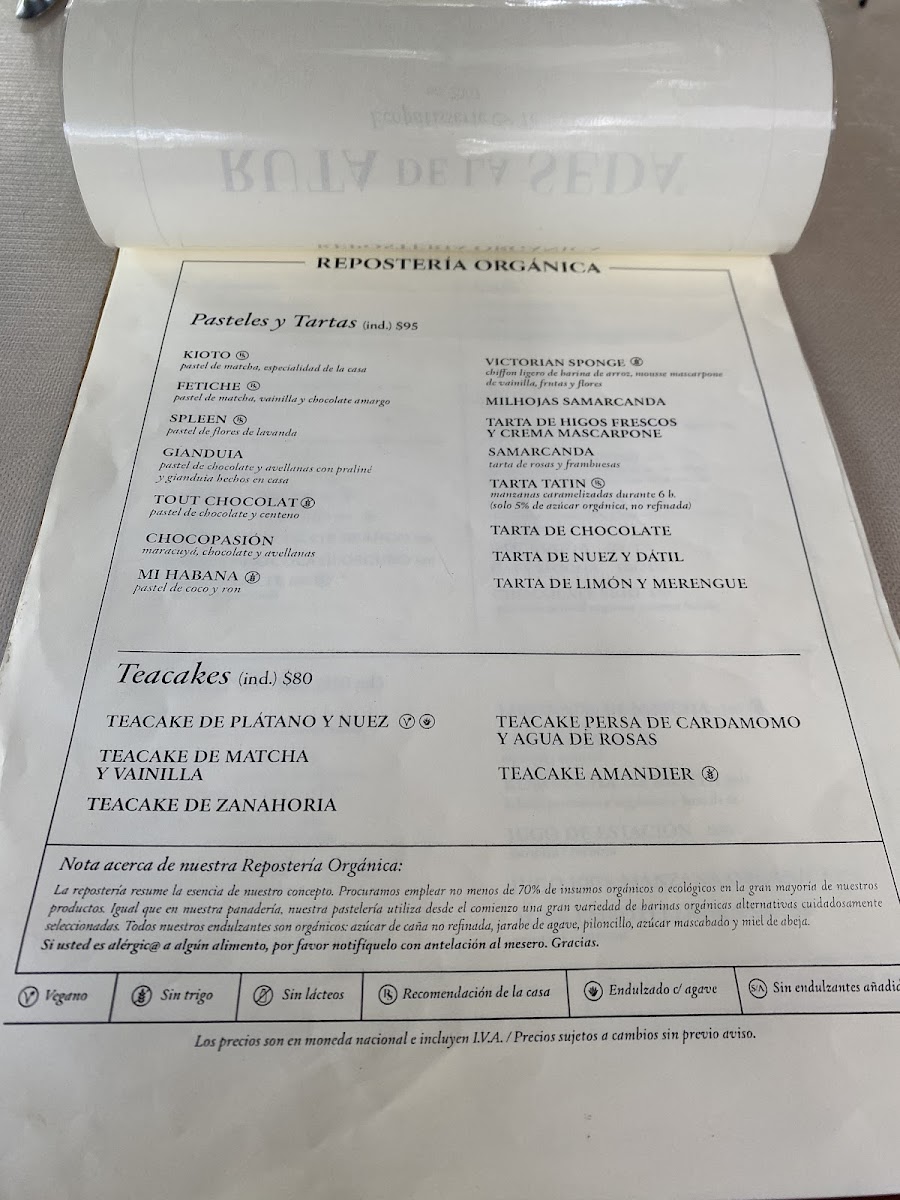 RUTA DE LA SEDA
REPOSTERÍA ORGÁNICA
Pasteles y Tartas (ind.) $95
KIOTO
pastel de matcha, especialidad de la casa
FETICHE
pastel de matcha, vainilla y chocolate amargo
SPLEEN
pastel de flores de lavanda
GIANDUIA
pastel de chocolate y avellanas con praliné
y gianduia hechos en casa
TOUT CHOCOLAT
pastel de chocolate y centeno
CHOCOPASIÓN
maracuyá, chocolate y avellanas
MI HABANA
pastel de coco y ron
VICTORIAN SPONGE
chiffon ligero de harina de arroz, mousse mascarpone
de vainilla, frutas y flores
MILHOJAS SAMARCANDA
TARTA DE HIGOS FRESCOS
Y CREMA MASCARPONE
SAMARCANDA
tarta de rosas y frambuesas
TARTA TATIN
manzanas caramelizadas durante 6 h.
(solo 5% de azúcar orgánica, no refinada)
TARTA DE CHOCOLATE
TARTA DE NUEZ Y DÁTIL
TARTA DE LIMÓN Y MERENGUE
Teacakes (ind.) $80
TEACAKE DE PLÁTANO Y NUEZ
TEACAKE DE MATCHA
Y VAINILLA
TEACAKE DE ZANAHORIA
TEACAKE PERSA DE CARDAMOMO
Y AGUA DE ROSAS
TEACAKE AMANDIER
Nota acerca de nuestra Repostería Orgánica:
La repostería resume la esencia de nuestro concepto. Procuramos emplear no menos de 70% de insumos orgánicos o ecológicos en la gran mayoría de nuestros
productos. Igual que en nuestra panadería, nuestra pastelería utiliza desde el comienzo una gran variedad de harinas orgánicas alternativas cuidadosamente
seleccionadas. Todos nuestros endulzantes son orgánicos: azúcar de caña no refinada, jarabe de agave, piloncillo, azúcar mascabado y miel de abeja.
Si usted es alérgic@ a algún alimento, por favor notifíquelo con antelación al mesero. Gracias.
Vegano
Sin trigo
Sin lácteos
Recomendación de la casa
Endulzado c/ agave
S/A Sin endulzantes añadi
Los precios son en moneda nacional e incluyen I.V.A. / Precios sujetos a cambios sin previo aviso.